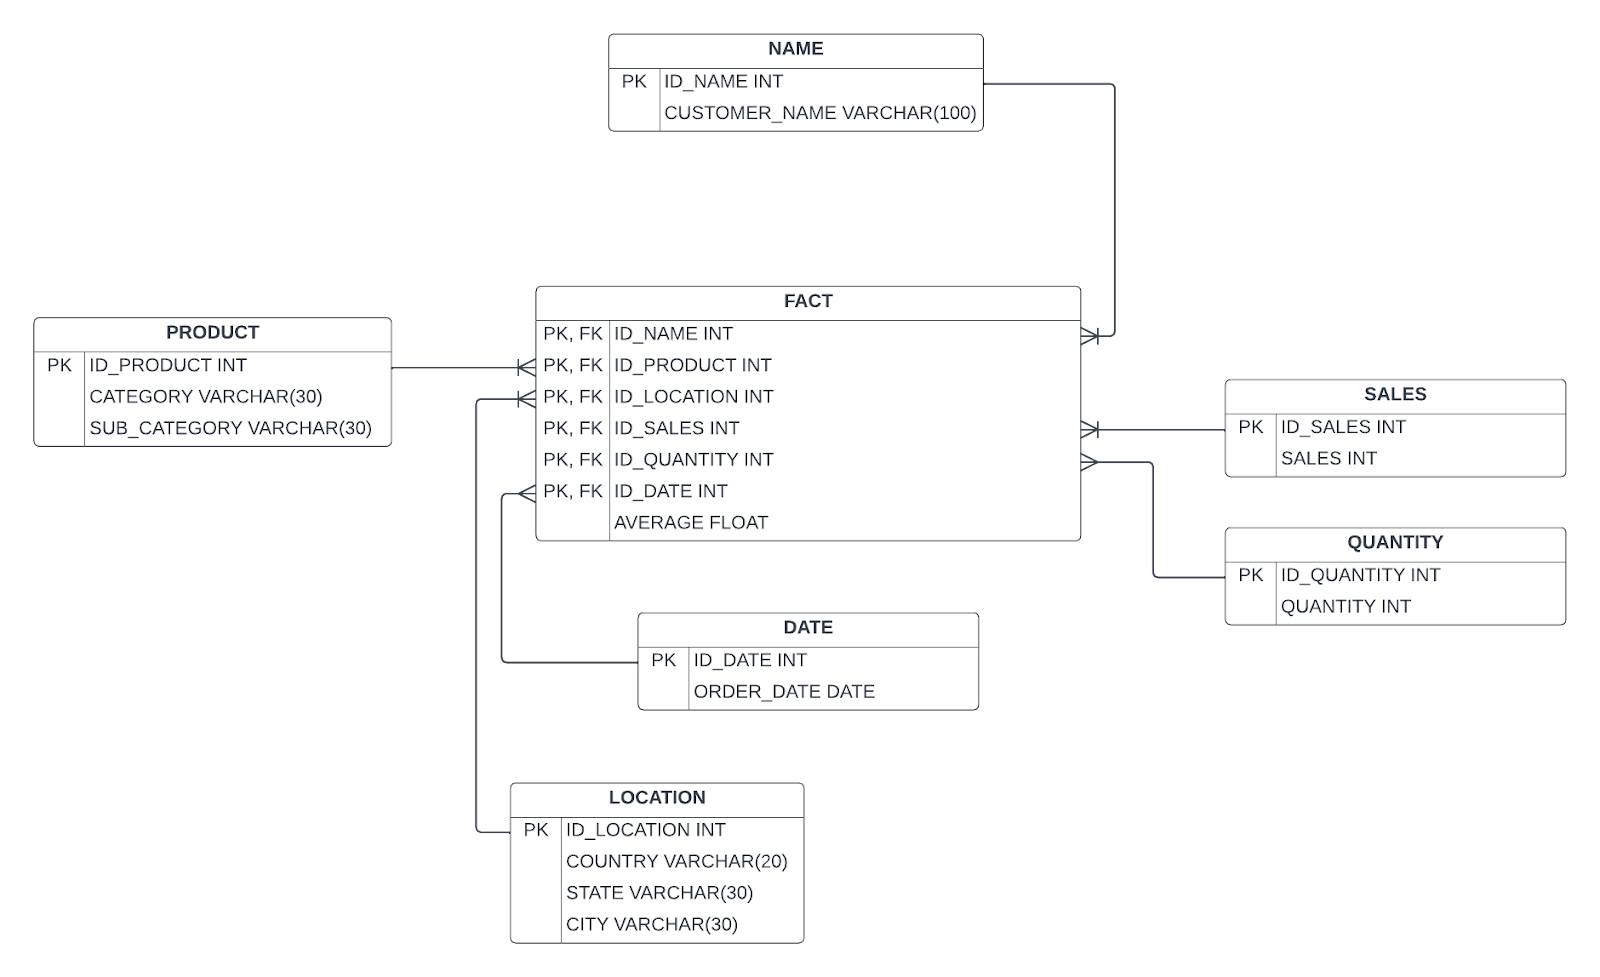 NAME
PK ID_NAME INT
CUSTOMER_NAME VARCHAR(100)
FACT
PK, FK ID_NAME INT
PK, FK ID_PRODUCT INT
PK, FK ID_LOCATION INT
PK, FK ID_SALES INT
PK, FK ID_QUANTITY INT
PK, FK ID_DATE INT
AVERAGE FLOAT
PRODUCT
PK ID_PRODUCT INT
CATEGORY VARCHAR(30)
SUB_CATEGORY VARCHAR(30)
SALES
PK ID_SALES INT
SALES INT
QUANTITY
PK ID_QUANTITY INT
QUANTITY INT
DATE
PK ID_DATE INT
ORDER_DATE DATE
LOCATION
PK ID_LOCATION INT
COUNTRY VARCHAR(20)
STATE VARCHAR(30)
CITY VARCHAR(30)